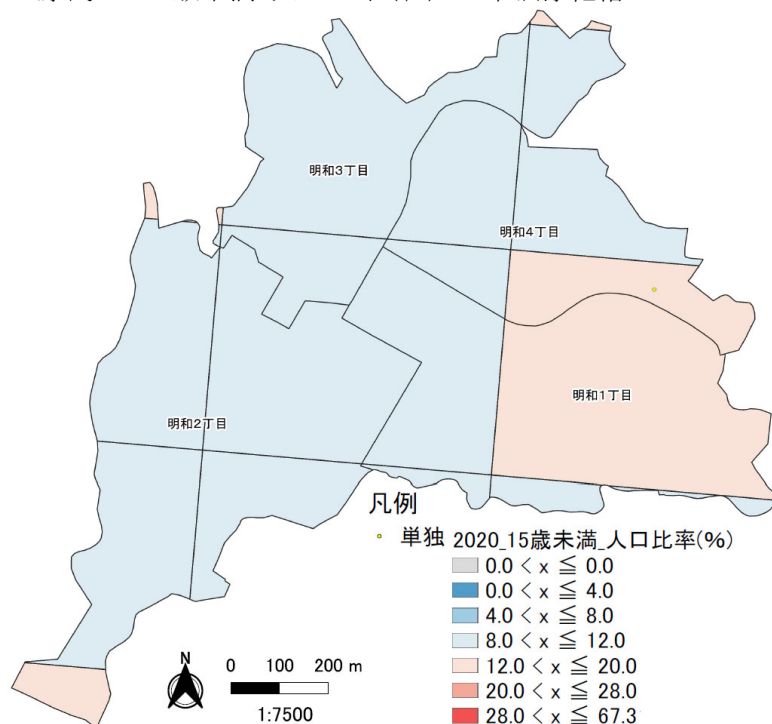 明和3丁目
明和4丁目
明和1丁目
明和2丁目
凡例
単独
2020_15歳未満_人口比率(%)
0.0 < x ≦ 0.0
0.0 < x ≦ 4.0
4.0 < x ≦ 8.0
8.0 < x ≦ 12.0
12.0 < x ≦ 20.0
20.0 < x ≦ 28.0
28.0 < x ≦ 67.3
N
0 100 200 m
1:7500